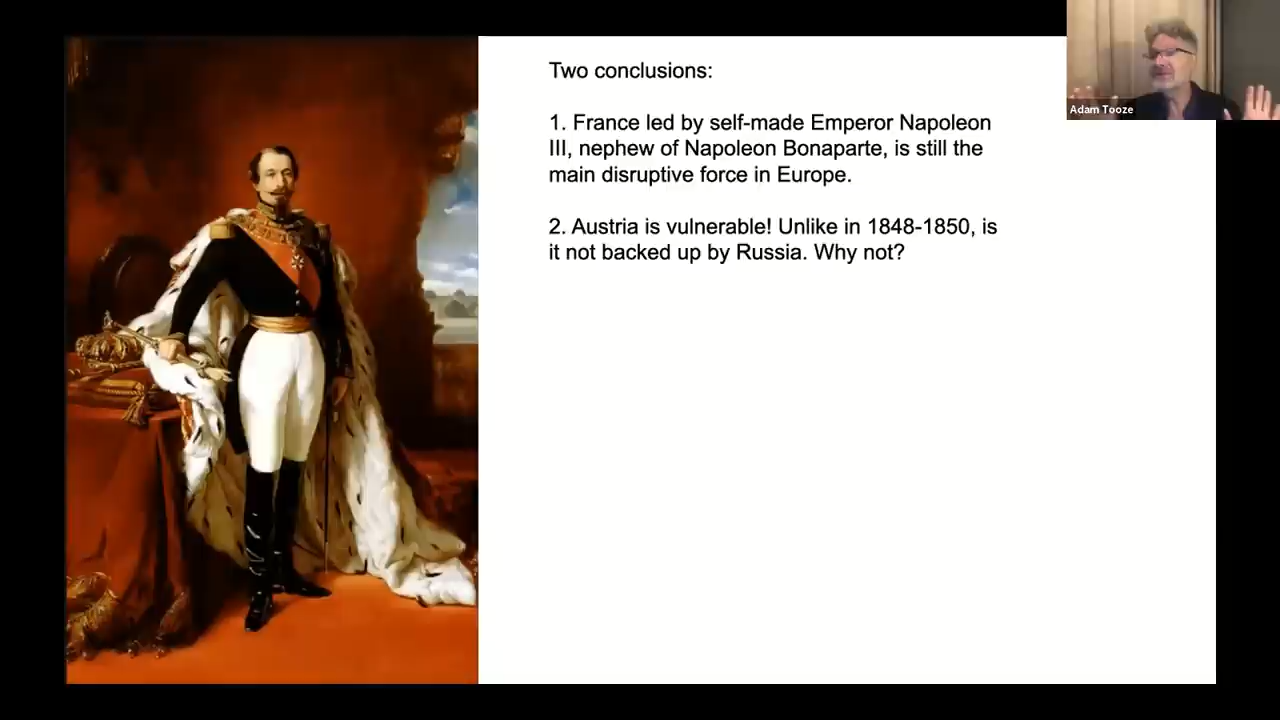 Two conclusions:
1. France led by self-made Emperor Napoleon
III, nephew of Napoleon Bonaparte, is still the
main disruptive force in Europe.
2. Austria is vulnerable! Unlike in 1848-1850, is
it not backed up by Russia. Why not?
Adam Tooze